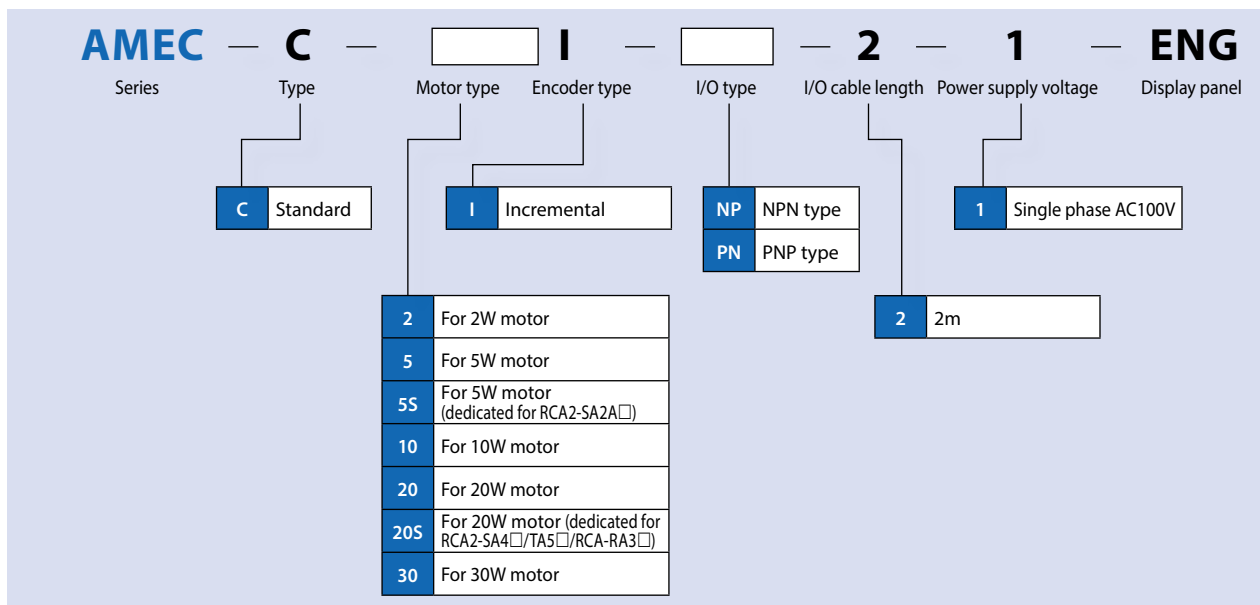 AMEC — C — I — — 2 — 1 — ENG
Series Type Motor type Encoder type I/O type I/O cable length Power supply voltage Display panel
C Standard
I Incremental
NP NPN type
PN PNP type
1 Single phase AC100V
2 For 2W motor
5 For 5W motor
5S For 5W motor
(dedicated for RCA2-SA2A□)
10 For 10W motor
20 For 20W motor
20S For 20W motor (dedicated for
RCA2-SA4□/TA5□/RCA-RA3□)
30 For 30W motor
2 2m